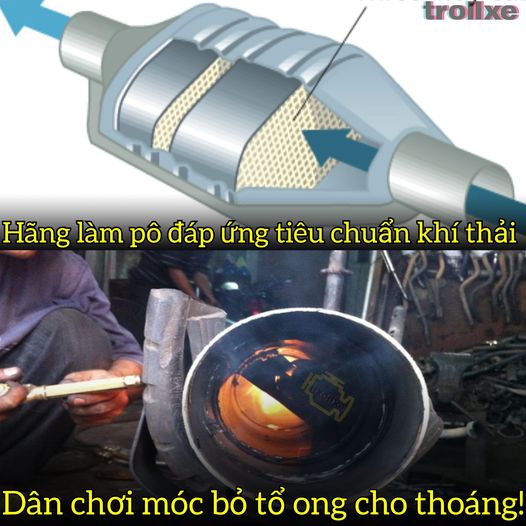 trollxe
Hãng làm pô đáp ứng tiêu chuẩn khí thải
Dân chơi móc bỏ tổ ong cho thoáng!